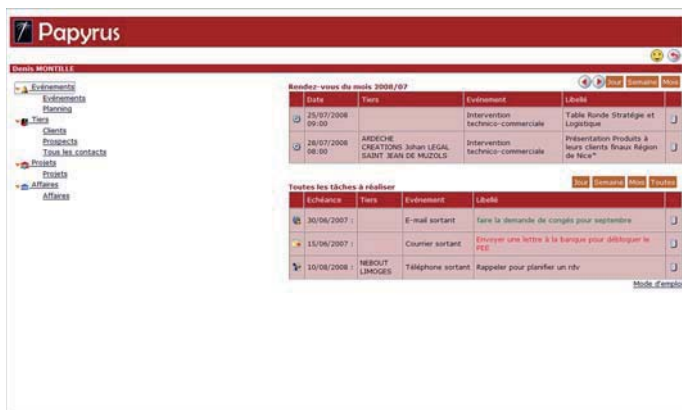 Papyrus
Denis MONTILLE
Evénements
Evénements
Planning
Tiers
Clients
Prospects
Tous les contacts
Projets
Projets
Affaires
Affaires
Rendez-vous du mois 2008/07
Jour Semaine Mois
Date Tiers Evénement Libellé
25/07/2008 09:00 Intervention technico-commerciale Table Ronde Stratégie et Logistique
28/07/2008 08:00 ARDECHE CREATIONS Johan LEGAL SAINT JEAN DE MUZOLS Intervention technico-commerciale Présentation Produits à leurs clients finaux Région de Nice"
Toutes les tâches à réaliser
Jour Semaine Mois Toutes
Echéance Tiers Evénement Libellé
30/06/2007 : E-mail sortant faire la demande de congés pour septembre
15/06/2007 : Courrier sortant Envoyer une lettre à la banque pour débloquer le PEE
10/08/2008 : NEBOUT LIMOGES Téléphone sortant Rappeler pour planifier un rdv
Mode d'emploi